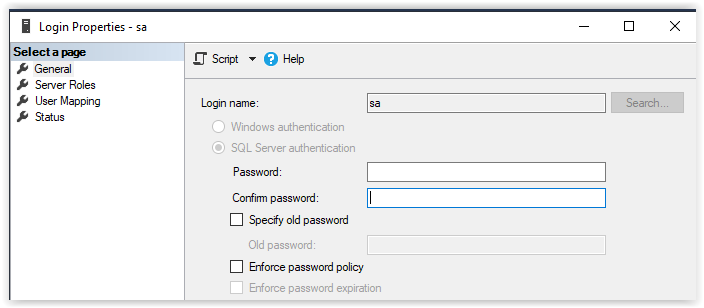 Login Properties - sa
Select a page
General
Server Roles
User Mapping
Status
Script
Help
Login name:
sa
Search...
Windows authentication
SQL Server authentication
Password:
Confirm password:
Specify old password
Old password:
Enforce password policy
Enforce password expiration